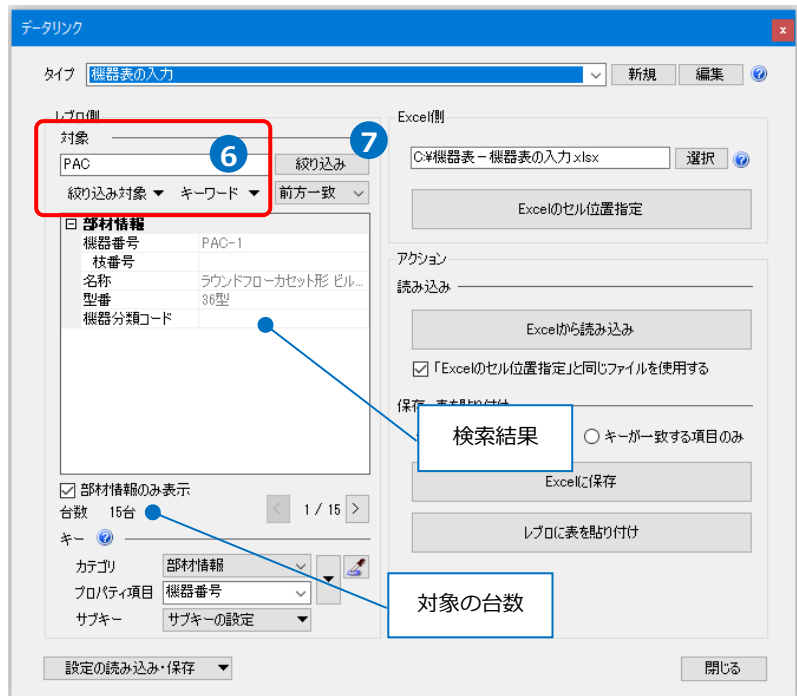 データリンク
x
タイプ 機器表の入力 新規 編集 ?
レブロ側
対象
6
7
PAC 絞り込み
絞り込み対象 ▼ キーワード ▼ 前方一致
部材情報
機器番号 PAC-1
枝番号
名称 ラウンドフローカセット形 ビル...
型番 36型
機器分類コード
検索結果
部材情報のみ表示
台数 15台 < 1 / 15 >
キー ?
カテゴリ 部材情報
プロパティ項目 機器番号
サブキー サブキーの設定 ▼
対象の台数
設定の読み込み・保存 ▼
Excel側
C:¥機器表－機器表の入力.xlsx 選択 ?
Excelのセル位置指定
アクション
読み込み
Excelから読み込み
「Excelのセル位置指定」と同じファイルを使用する
キーが一致する項目のみ
Excelに保存
レブロに表を貼り付け
閉じる